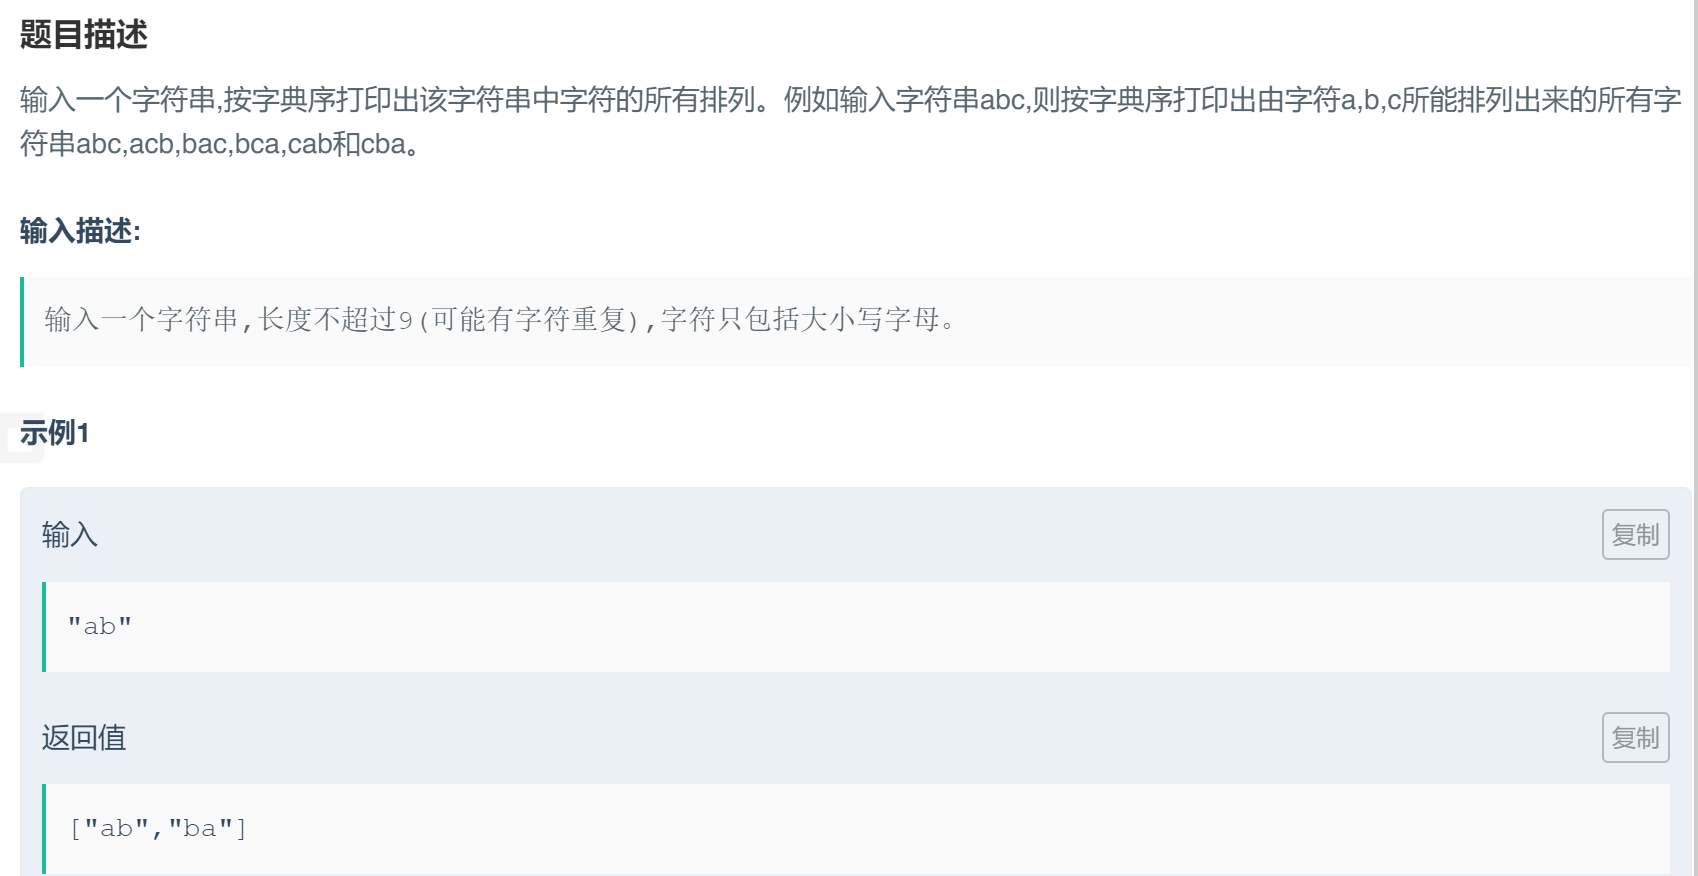 题目描述
输入一个字符串,按字典序打印出该字符串中字符的所有排列。例如输入字符串abc,则按字典序打印出由字符a,b,c所能排列出来的所有字
符串abc,acb,bac,bca,cab和cba。
输入描述:
输入一个字符串,长度不超过9(可能有字符重复),字符只包括大小写字母。
示例1
输入
复制
"ab"
返回值
复制
["ab","ba"]